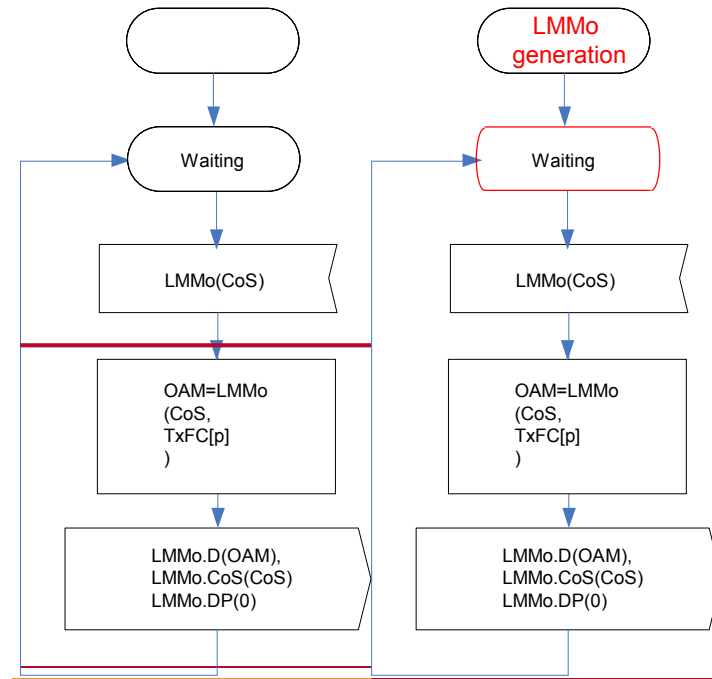 LMMo
generation
Waiting
Waiting
LMMo(CoS)
LMMo(CoS)
OAM=LMMo
(CoS,
TxFC[p]
)
OAM=LMMo
(CoS,
TxFC[p]
)
LMMo.D(OAM),
LMMo.CoS(CoS)
LMMo.DP(0)
LMMo.D(OAM),
LMMo.CoS(CoS)
LMMo.DP(0)